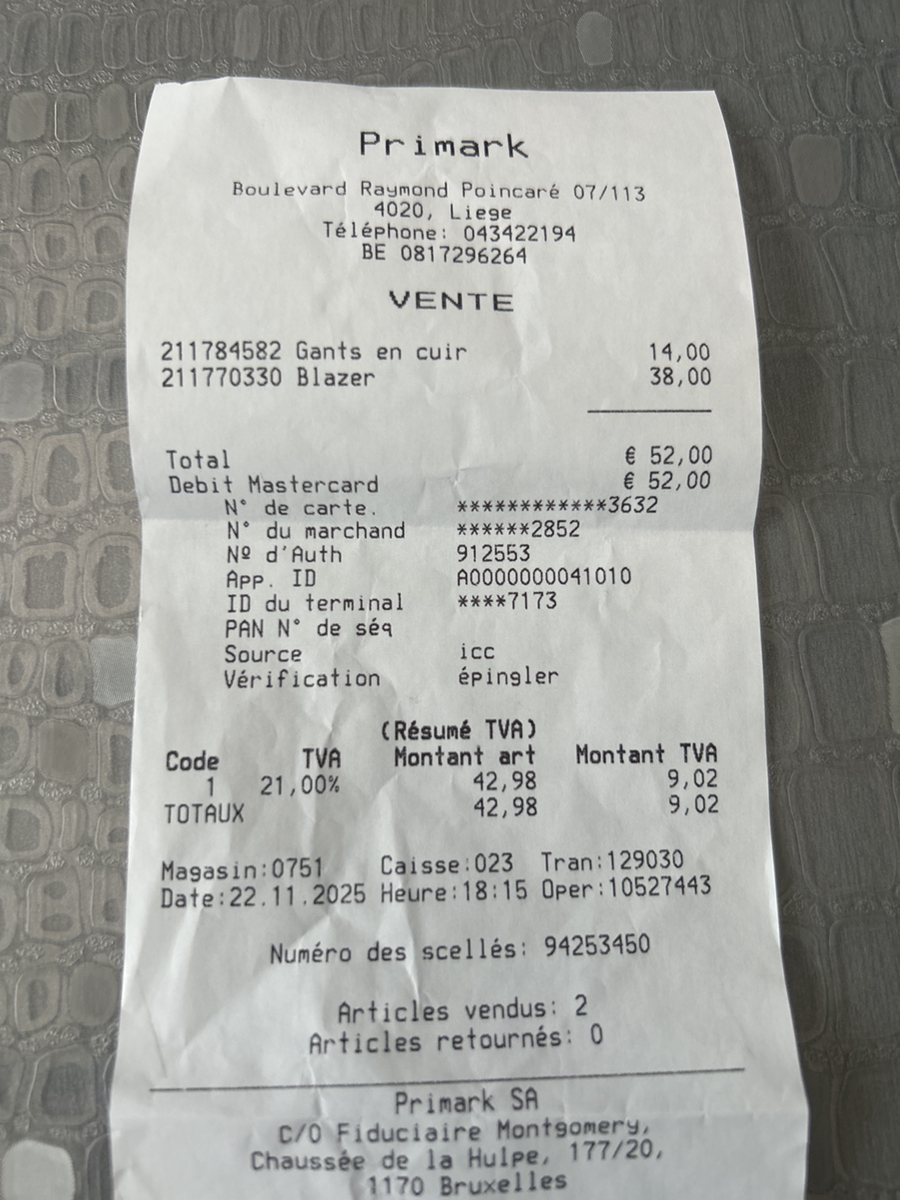 Primark
Boulevard Raymond Poincaré 07/113
4020, Liege
Téléphone: 043422194
BE 0817296264
VENTE
211784582 Gants en cuir 14,00
211770330 Blazer 38,00
Total € 52,00
Debit Mastercard € 52,00
N° de carte. ************3632
N° du marchand ******2852
Nº d'Auth 912553
App. ID A0000000041010
ID du terminal ****7173
PAN N° de séq
Source icc
Vérification épingler
(Résumé TVA)
Code TVA Montant art Montant TVA
1 21,00% 42,98 9,02
TOTAUX 42,98 9,02
Magasin:0751 Caisse:023 Tran:129030
Date:22.11.2025 Heure:18:15 Oper:10527443
Numéro des scellés: 94253450
Articles vendus: 2
Articles retournés: 0
Primark SA
C/O Fiduciaire Montgomery,
Chaussée de la Hulpe, 177/20,
1170 Bruxelles